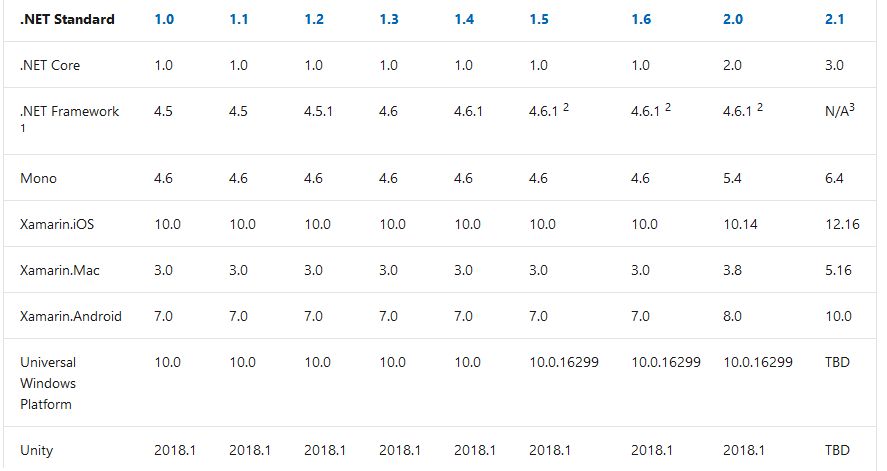 .NET Standard 1.0 1.1 1.2 1.3 1.4 1.5 1.6 2.0 2.1
.NET Core 1.0 1.0 1.0 1.0 1.0 1.0 1.0 2.0 3.0
.NET Framework 4.5 4.5 4.5.1 4.6 4.6.1 4.6.1 2 4.6.1 2 4.6.1 2 N/A3
1
Mono 4.6 4.6 4.6 4.6 4.6 4.6 4.6 5.4 6.4
Xamarin.iOS 10.0 10.0 10.0 10.0 10.0 10.0 10.0 10.14 12.16
Xamarin.Mac 3.0 3.0 3.0 3.0 3.0 3.0 3.0 3.8 5.16
Xamarin.Android 7.0 7.0 7.0 7.0 7.0 7.0 7.0 8.0 10.0
Universal 10.0 10.0 10.0 10.0 10.0 10.0.16299 10.0.16299 10.0.16299 TBD
Windows
Platform
Unity 2018.1 2018.1 2018.1 2018.1 2018.1 2018.1 2018.1 2018.1 TBD